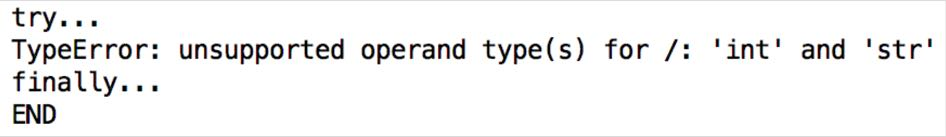 try...
TypeError: unsupported operand type(s) for /: 'int' and 'str'
finally...
END